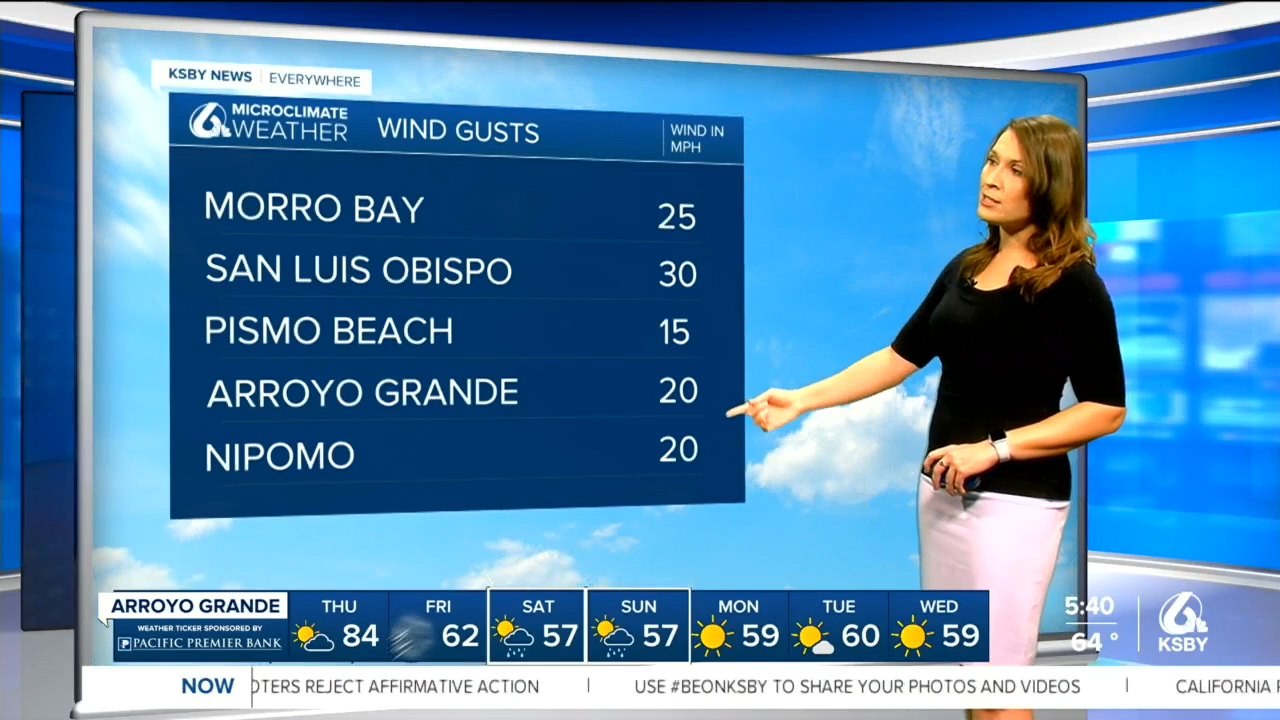 KSBY NEWS | EVERYWHERE
6 MICROCLIMATE WEATHER
WIND GUSTS
WIND IN MPH
MORRO BAY 25
SAN LUIS OBISPO 30
PISMO BEACH 15
ARROYO GRANDE 20
NIPOMO 20
ARROYO GRANDE
WEATHER TICKER SPONSORED BY
PACIFIC PREMIER BANK
THU 84
FRI 62
SAT 57
SUN 57
MON 59
TUE 60
WED 59
5:40
64°
6
KSBY
NOW
OTERS REJECT AFFIRMATIVE ACTION | USE #BEONKSBY TO SHARE YOUR PHOTOS AND VIDEOS | CALIFORNIA